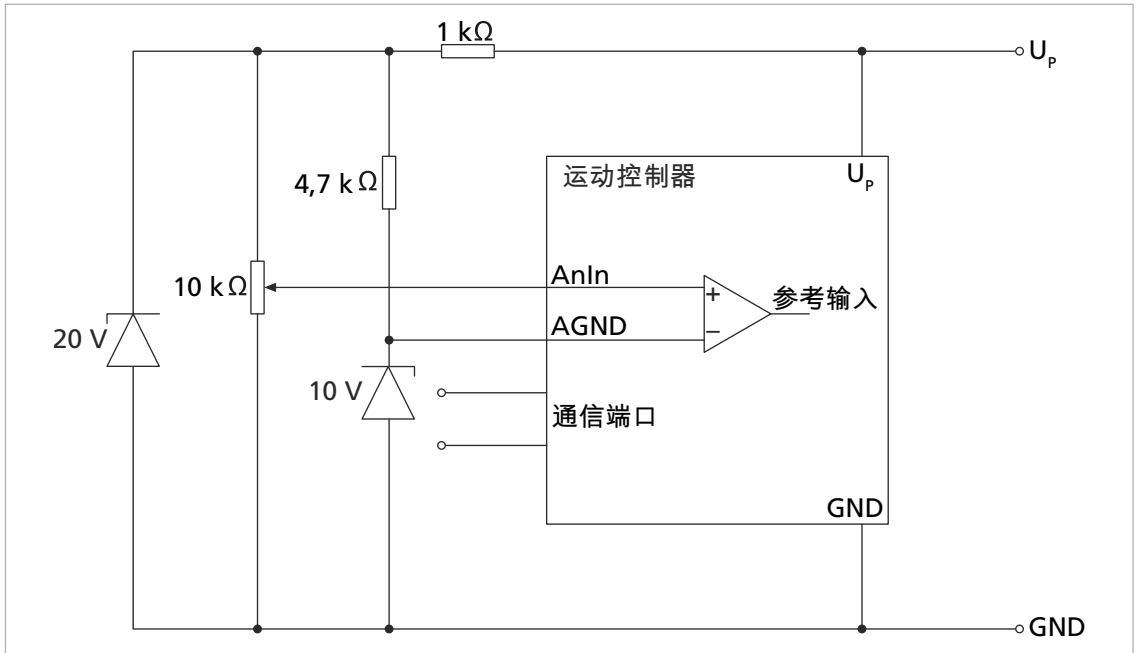 1 kΩ
U_P
运动控制器
U_P
4,7 kΩ
AnIn
10 kΩ
参考输入
AGND
20 V
10 V
通信端口
GND
GND
+
−